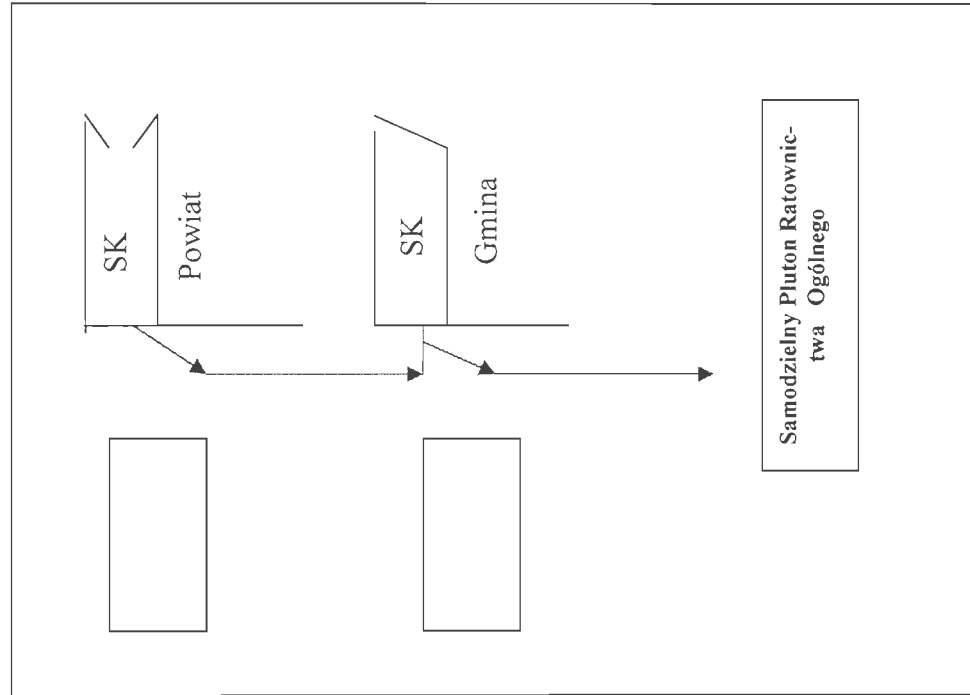 SK
Powiat
SK
Gmina
Samodzielny Pluton Ratownic-
twa Ogólnego